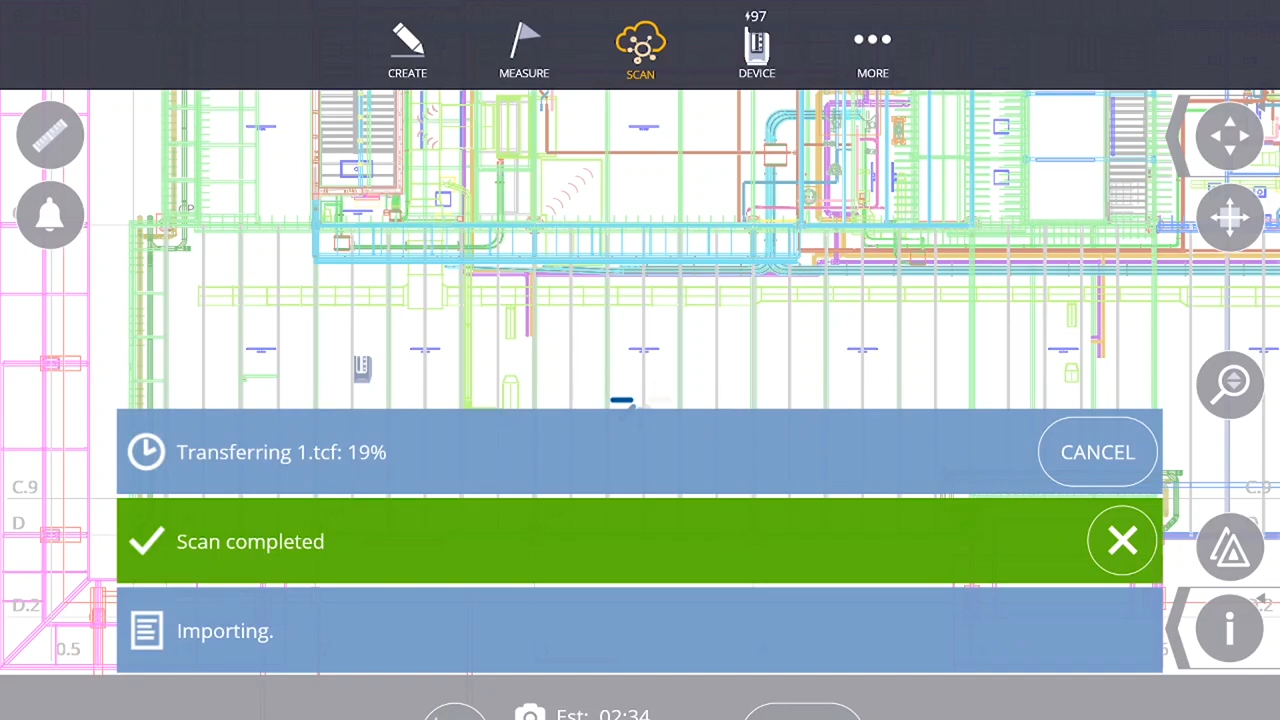 97
CREATE
MEASURE
SCAN
DEVICE
MORE
Transferring 1.tcf: 19%
CANCEL
C.9
C.9
Scan completed
D
Importing.
D.2
0.5
Est: 02:34